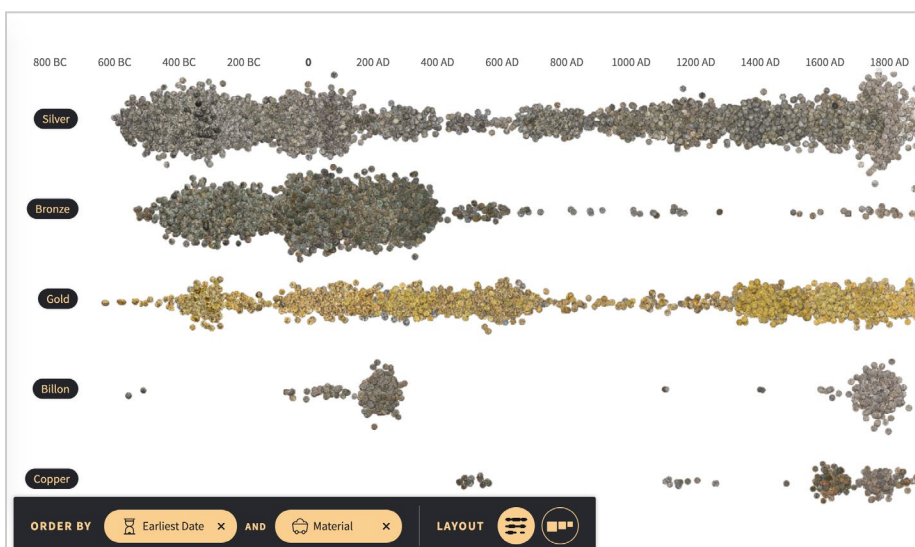 800 BC 600 BC 400 BC 200 BC 0 200 AD 400 AD 600 AD 800 AD 1000 AD 1200 AD 1400 AD 1600 AD 1800 AD
Silver
Bronze
Gold
Billon
Copper
ORDER BY Earliest Date × AND Material × LAYOUT